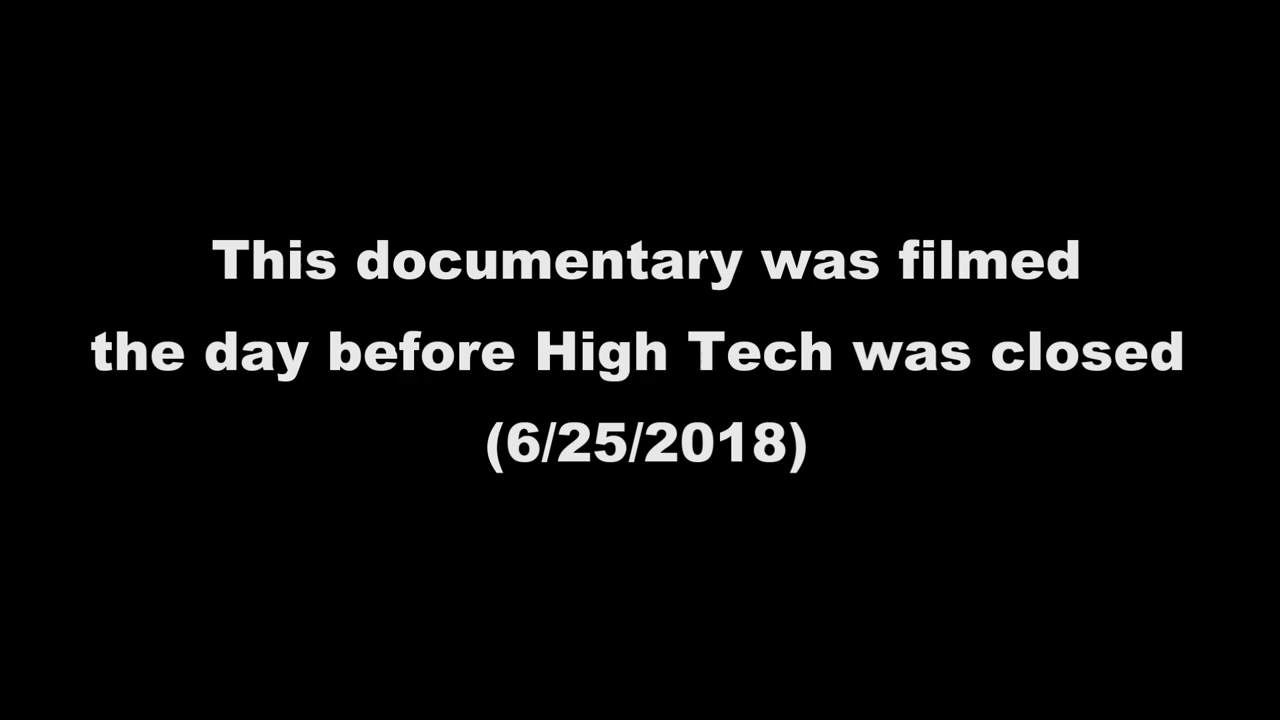 This documentary was filmed
the day before High Tech was closed
(6/25/2018)